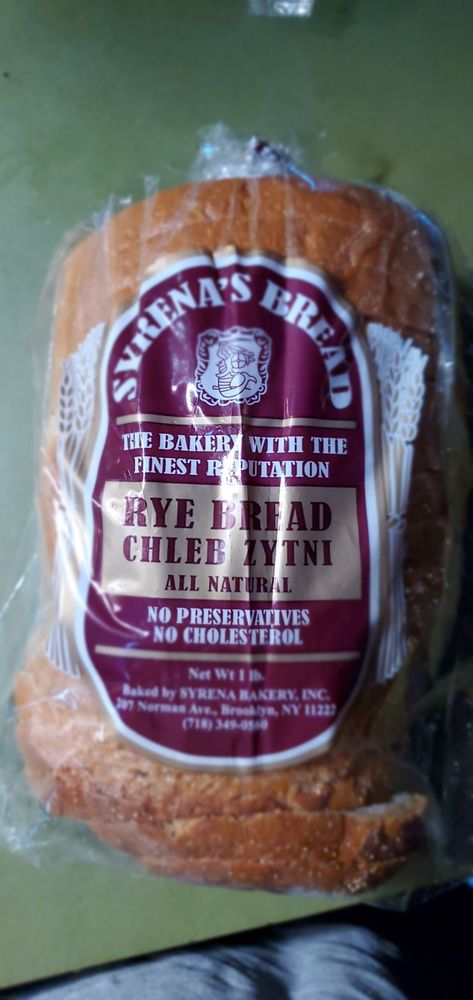 SYRENA'S BREAD
THE BAKERY WITH THE
FINEST REPUTATION
RYE BREAD
CHLEB ZYTNI
ALL NATURAL
NO PRESERVATIVES
NO CHOLESTEROL
Net Wt 1 lb.
Baked by SYRENA BAKERY, INC.
207 Norman Ave., Brooklyn, NY 11222
(718) 349-0560